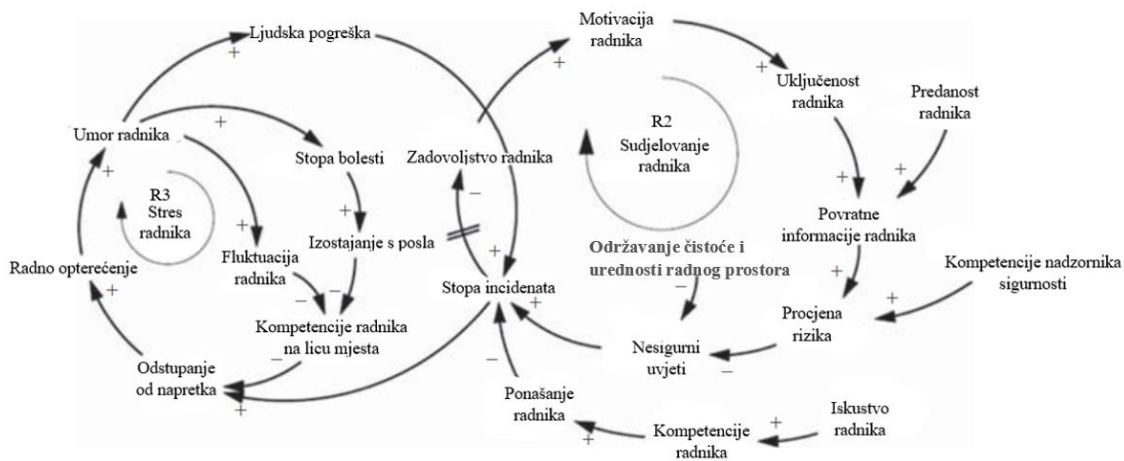 Motivacija
radnika
Ljudska pogreška
+
+
+
Uključenost
radnika
Predanost
radnika
R2
Sudjelovanje
radnika
Umor radnika
+
Stopa bolesti
Zadovoljstvo radnika
+
R3
Stres
radnika
+
+
−
+
+
Povratne
informacije radnika
Radno opterećenje
Fluktuacija
radnika
Izostajanje s posla
Održavanje čistoće i
urednosti radnog prostora
+
+
Kompetencije nadzornika
sigurnosti
+
−
−
Stopa incidenata
+
−
+
Procjena
rizika
Kompetencije radnika
na licu mjesta
Nesigurni
uvjeti
−
−
−
Odstupanje
od napretka
+
Ponašanje
radnika
+
Kompetencije
radnika
+
Iskustvo
radnika